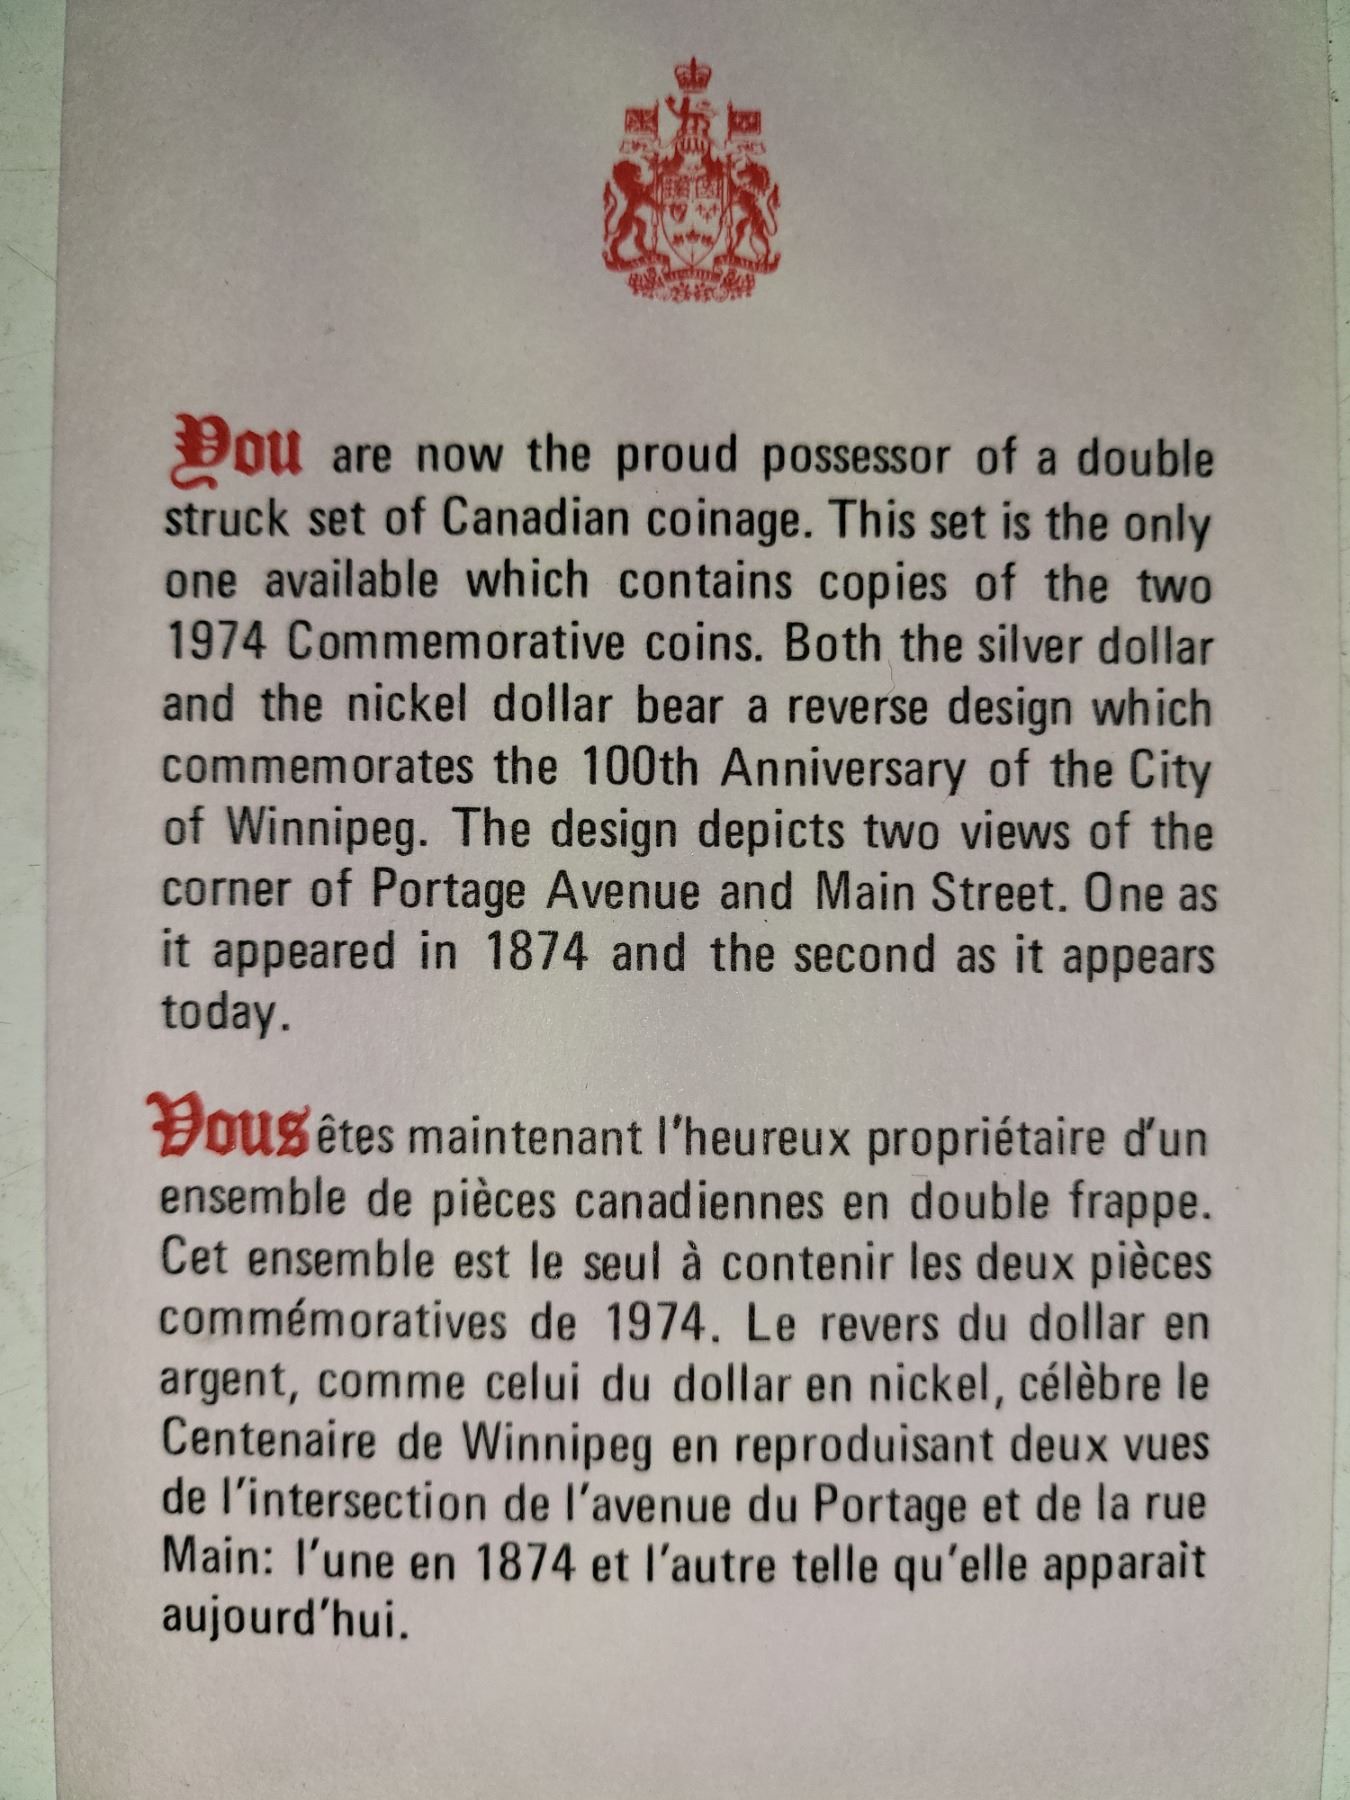 You are now the proud possessor of a double
struck set of Canadian coinage. This set is the only
one available which contains copies of the two
1974 Commemorative coins. Both the silver dollar
and the nickel dollar bear a reverse design which
commemorates the 100th Anniversary of the City
of Winnipeg. The design depicts two views of the
corner of Portage Avenue and Main Street. One as
it appeared in 1874 and the second as it appears
today.
Vous êtes maintenant l'heureux propriétaire d'un
ensemble de pièces canadiennes en double frappe.
Cet ensemble est le seul à contenir les deux pièces
commémoratives de 1974. Le revers du dollar en
argent, comme celui du dollar en nickel, célèbre le
Centenaire de Winnipeg en reproduisant deux vues
de l'intersection de l'avenue du Portage et de la rue
Main: l'une en 1874 et l'autre telle qu'elle apparait
aujourd'hui.